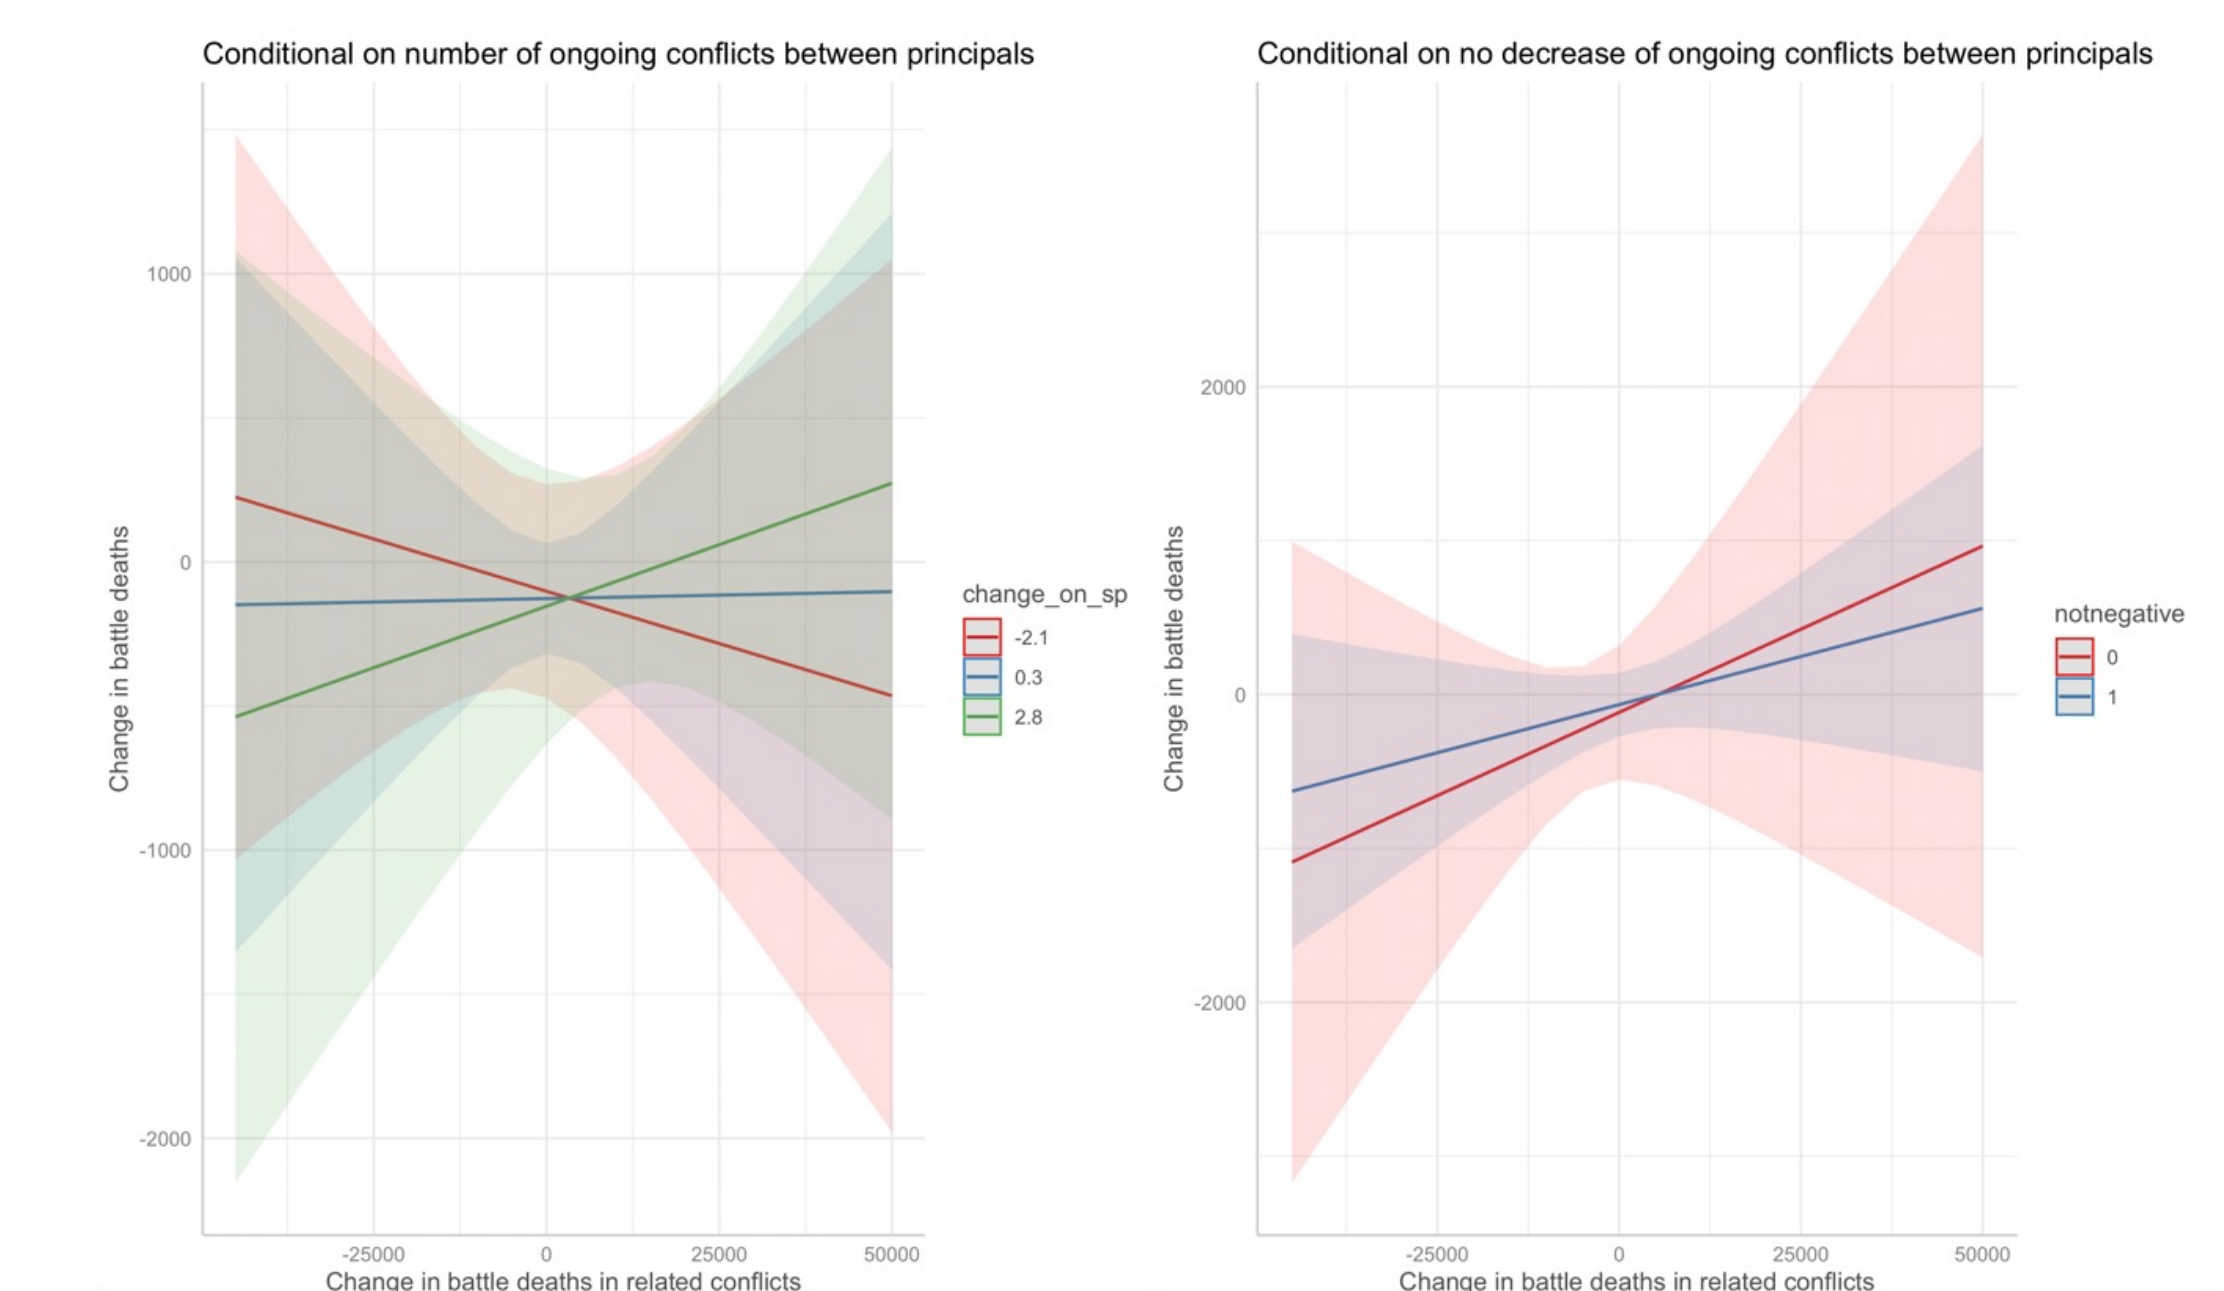 Conditional on number of ongoing conflicts between principals
1000
0
-1000
-2000
Change in battle deaths
-25000 0 25000 50000
Change in battle deaths in related conflicts
change_on_sp
-2.1
0.3
2.8
Conditional on no decrease of ongoing conflicts between principals
2000
0
-2000
Change in battle deaths
-25000 0 25000 50000
Change in battle deaths in related conflicts
notnegative
0
1